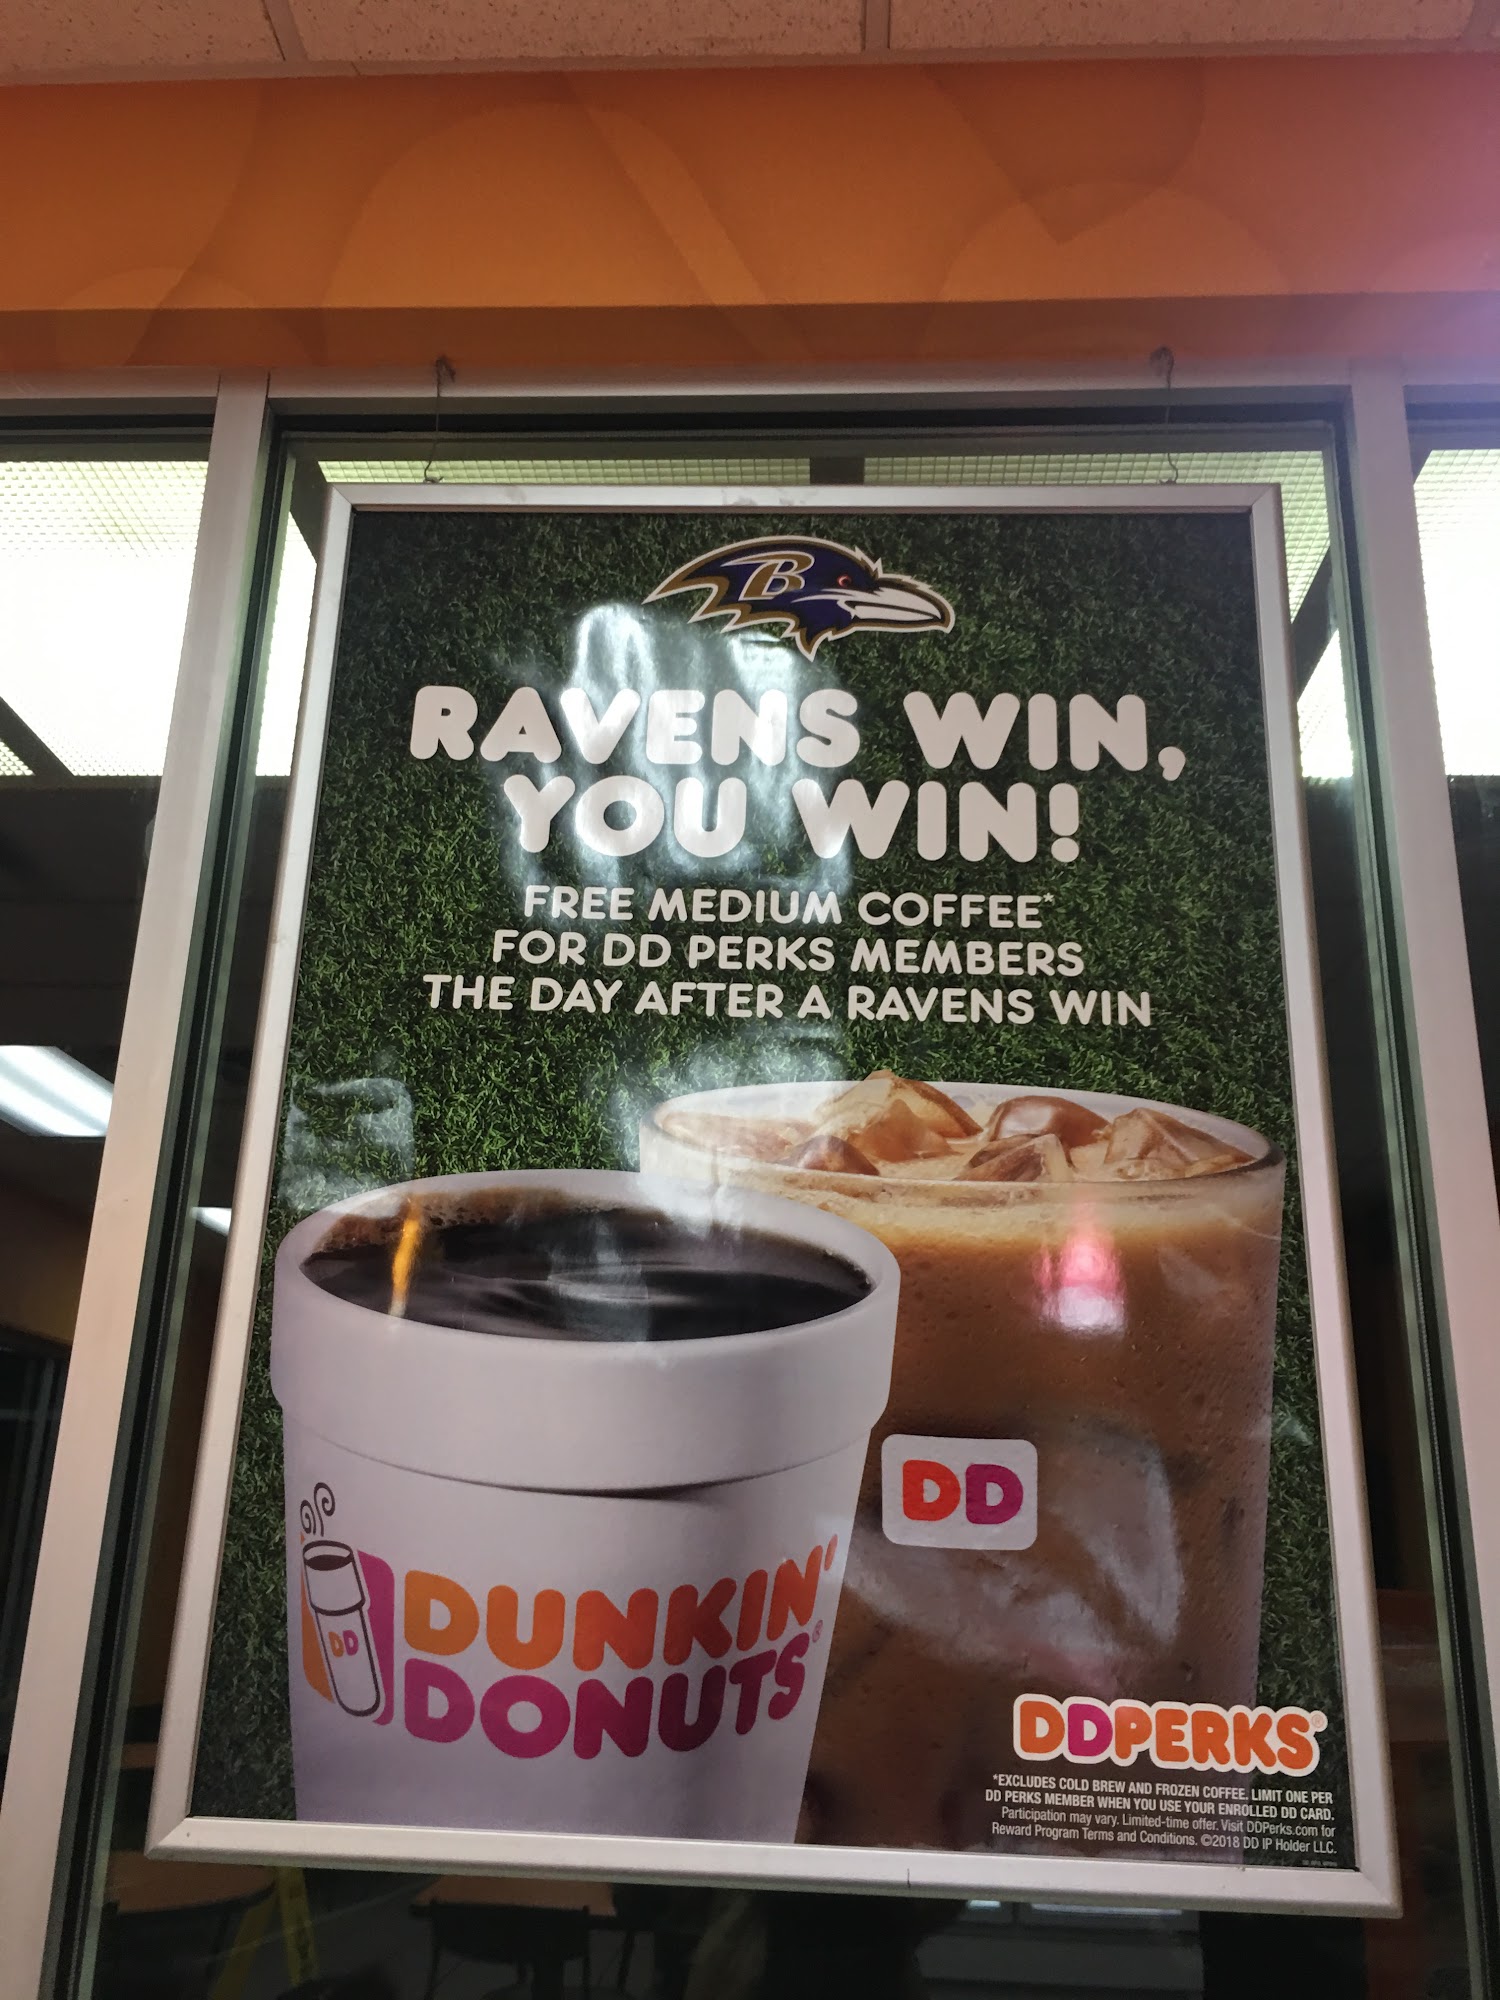 B
RAVENS WIN,
YOU WIN!
FREE MEDIUM COFFEE*
FOR DD PERKS MEMBERS
THE DAY AFTER A RAVENS WIN
DD
DD
DUNKIN'
DONUTS®
DDPERKS®
*EXCLUDES COLD BREW AND FROZEN COFFEE. LIMIT ONE PER
DD PERKS MEMBER WHEN YOU USE YOUR ENROLLED DD CARD.
Participation may vary. Limited-time offer. Visit DDPerks.com for
Reward Program Terms and Conditions. ©2018 DD IP Holder LLC.